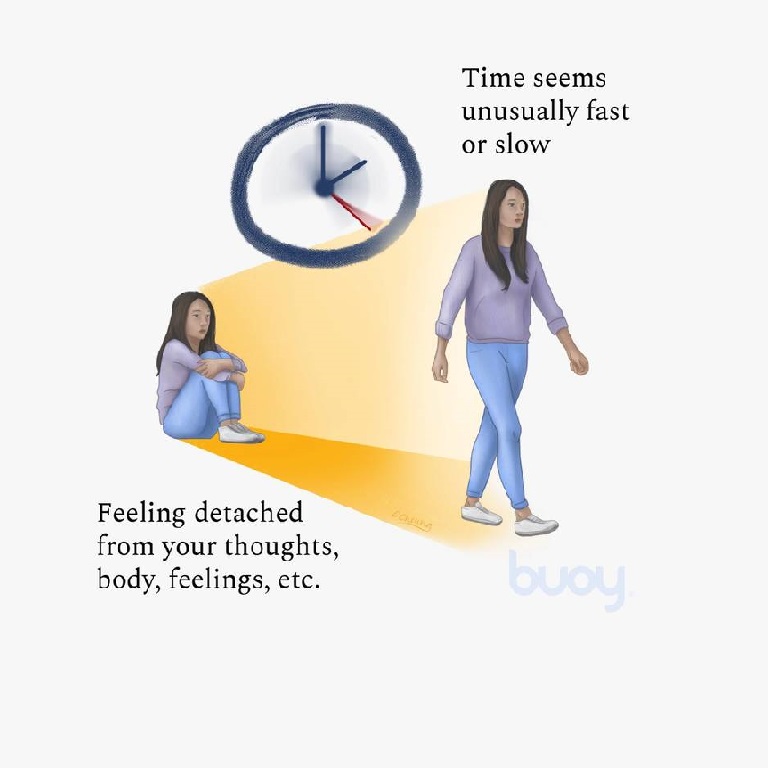 Time seems
unusually fast
or slow
Feeling detached
from your thoughts,
body, feelings, etc.
buoy